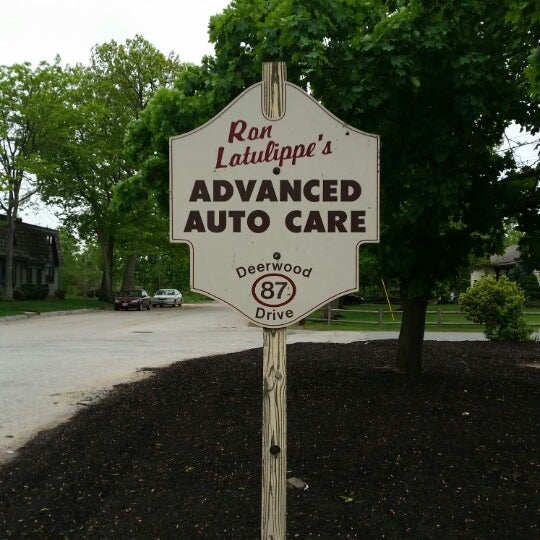 Ron
Latulippe's
ADVANCED
AUTO CARE
Deerwood
87
Drive